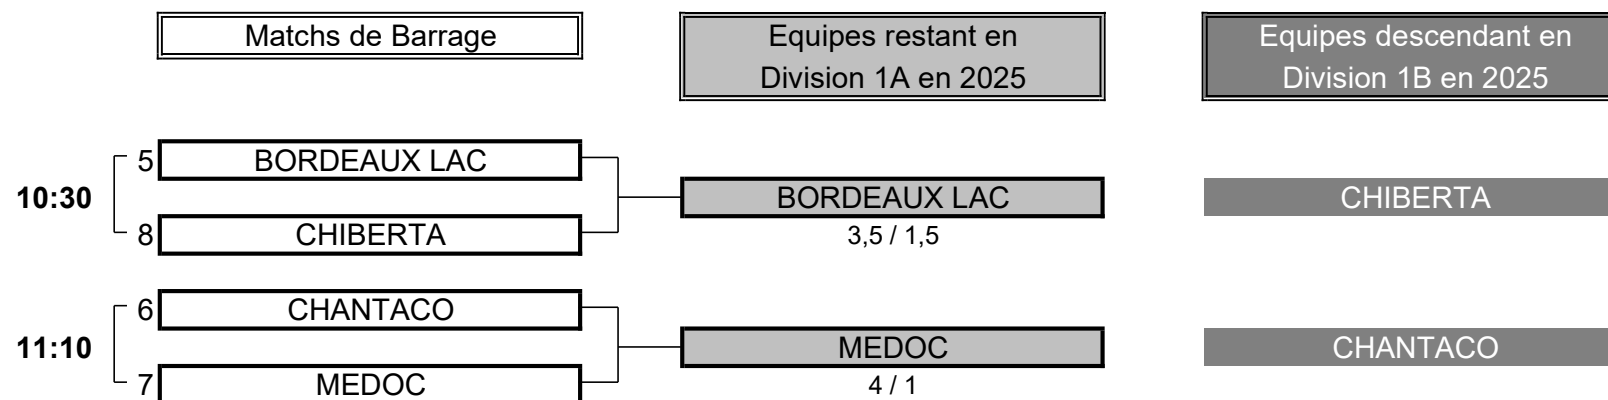 Matchs de Barrage
Equipes restant en
Division 1A en 2025
Equipes descendant en
Division 1B en 2025
10:30
5 BORDEAUX LAC
8 CHIBERTA
BORDEAUX LAC
3,5 / 1,5
CHIBERTA
11:10
6 CHANTACO
7 MEDOC
MEDOC
4 / 1
CHANTACO